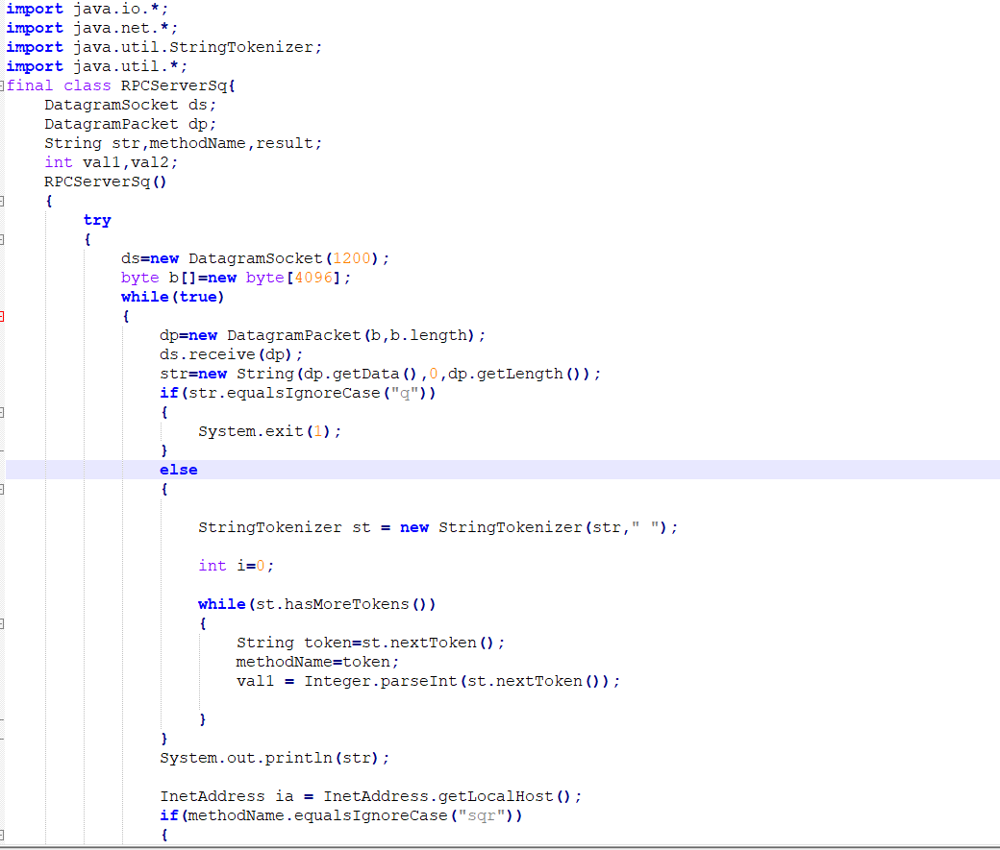 import java.io.*;
import java.net.*;
import java.util.StringTokenizer;
import java.util.*;
final class RPCServerSq{
    DatagramSocket ds;
    DatagramPacket dp;
    String str,methodName,result;
    int val1,val2;
    RPCServerSq()
    {
        try
        {
            ds=new DatagramSocket(1200);
            byte b[]=new byte[4096];
            while(true)
            {
                dp=new DatagramPacket(b,b.length);
                ds.receive(dp);
                str=new String(dp.getData(),0,dp.getLength());
                if(str.equalsIgnoreCase("q"))
                {
                    System.exit(1);
                }
                else
                {
                    StringTokenizer st = new StringTokenizer(str," ");
                    int i=0;
                    while(st.hasMoreTokens())
                    {
                        String token=st.nextToken();
                        methodName=token;
                        val1 = Integer.parseInt(st.nextToken());
                    }
                }
                System.out.println(str);
                InetAddress ia = InetAddress.getLocalHost();
                if(methodName.equalsIgnoreCase("sqr"))
                {